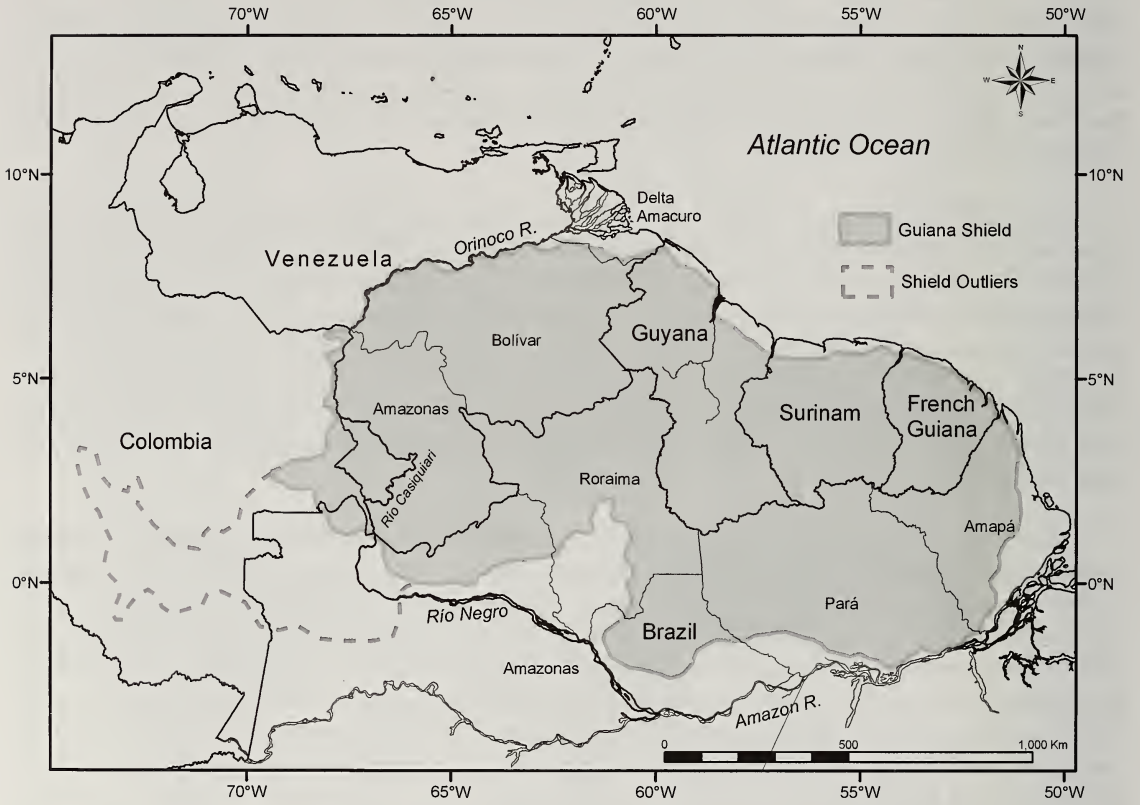 70°W 65°W 60°W 55°W 50°W
N
W E
S
Atlantic Ocean
10°N 10°N
Delta
Amacuro
Guiana Shield
Orinoco R.
Venezuela
Shield Outliers
Guyana
Bolívar
5°N 5°N
Amazonas
Surinam
French
Guiana
Colombia
Roraima
Río Casiquiari
Amapá
0°N 0°N
Pará
Río Negro
Brazil
Amazonas
Amazon R.
0 500 1,000 Km
70°W 65°W 60°W 55°W 50°W